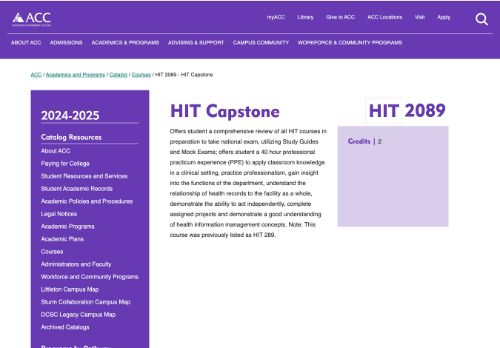 ACC
myACC Library Give to ACC ACC Locations Visit Apply
ABOUT ACC ADMISSIONS ACADEMICS & PROGRAMS ADVISING & SUPPORT CAMPUS COMMUNITY WORKFORCE & COMMUNITY PROGRAMS
ACC / Academics and Programs / Catalog / Courses / HIT 2089 - HIT Capstone
2024-2025
Catalog Resources
About ACC
Paying for College
Student Resources and Services
Student Academic Records
Academic Policies and Procedures
Legal Notices
Academic Programs
Academic Plans
Courses
Administrators and Faculty
Workforce and Community Programs
Littleton Campus Map
Sturm Collaboration Campus Map
DCSC Legacy Campus Map
Archived Catalogs
HIT Capstone
Offers student a comprehensive review of all HIT courses in
preparation to take national exam, utilizing Study Guides
and Mock Exams; offers student a 40 hour professional
practicum experience (PPE) to apply classroom knowledge
in a clinical setting, practice professionalism, gain insight
into the functions of the department, understand the
relationship of health records to the facility as a whole,
demonstrate the ability to act independently, complete
assigned projects and demonstrate a good understanding
of health information management concepts. Note: This
course was previously listed as HIT 289.
HIT 2089
Credits | 2